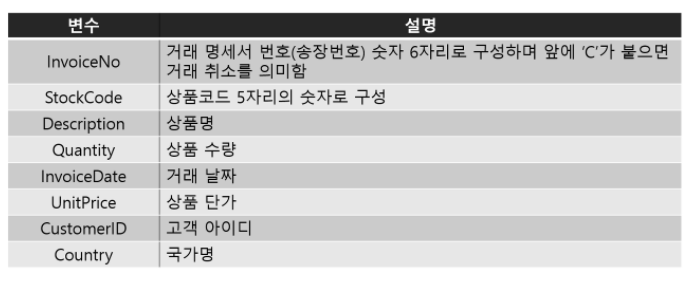 변수 설명
InvoiceNo 거래 명세서 번호(송장번호) 숫자 6자리로 구성하며 앞에 ‘C’가 붙으면
거래 취소를 의미함
StockCode 상품코드 5자리의 숫자로 구성
Description 상품명
Quantity 상품 수량
InvoiceDate 거래 날짜
UnitPrice 상품 단가
CustomerID 고객 아이디
Country 국가명